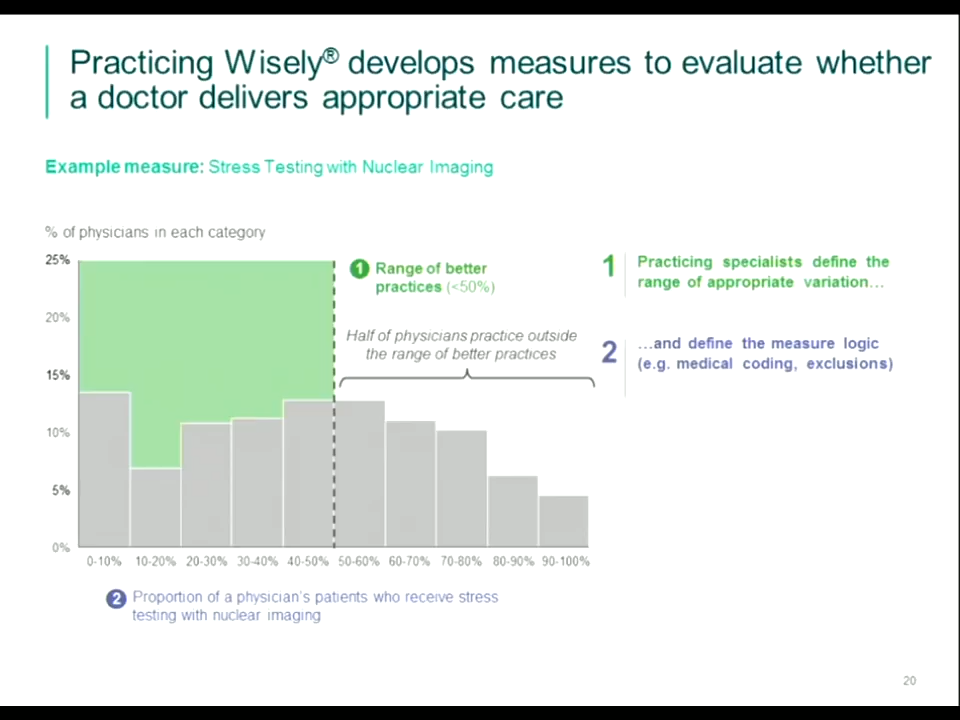 Practicing Wisely® develops measures to evaluate whether
a doctor delivers appropriate care
Example measure: Stress Testing with Nuclear Imaging
% of physicians in each category
25%
20%
15%
10%
5%
0%
1 Range of better
practices (<50%)
Half of physicians practice outside
the range of better practices
0-10% 10-20% 20-30% 30-40% 40-50% 50-60% 60-70% 70-80% 80-90% 90-100%
2 Proportion of a physician's patients who receive stress
testing with nuclear imaging
1 Practicing specialists define the
range of appropriate variation…
2 …and define the measure logic
(e.g. medical coding, exclusions)
20